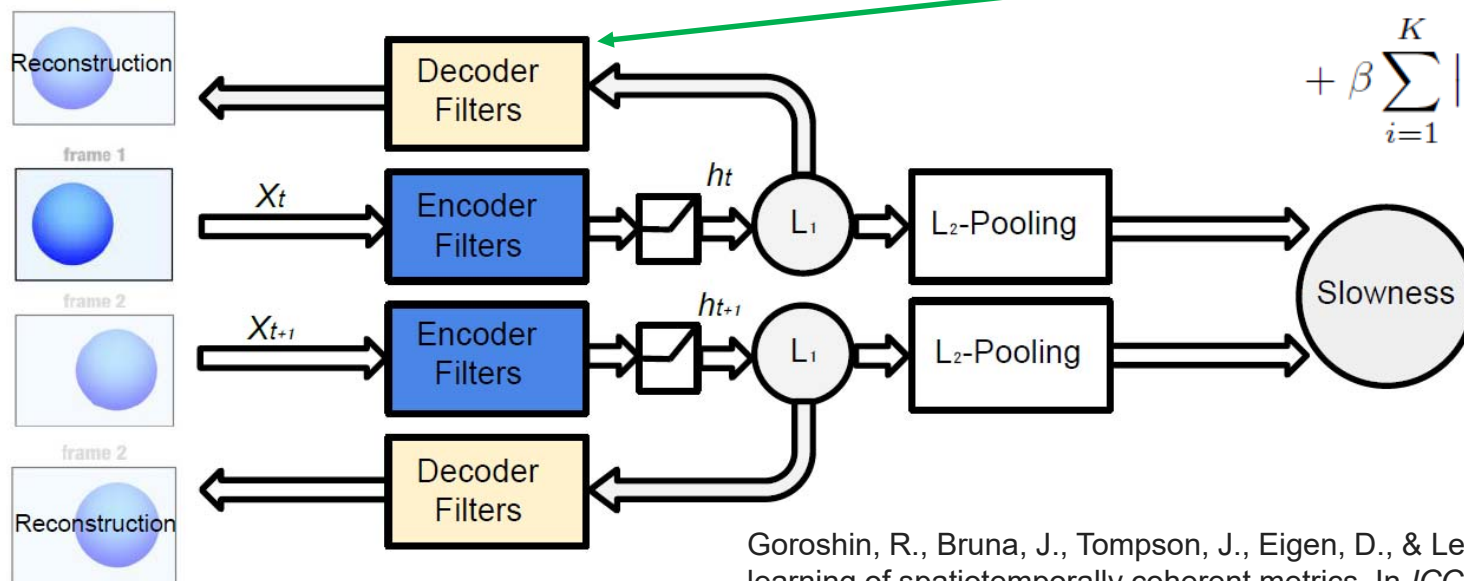 Reconstruction
Decoder
Filters
K
+ β ∑ |
i=1
frame 1
Xt
Encoder
Filters
ht
L1
L2-Pooling
Slowness
frame 2
Xt+1
Encoder
Filters
ht+1
L1
L2-Pooling
frame 2
Reconstruction
Decoder
Filters
Goroshin, R., Bruna, J., Tompson, J., Eigen, D., & Le